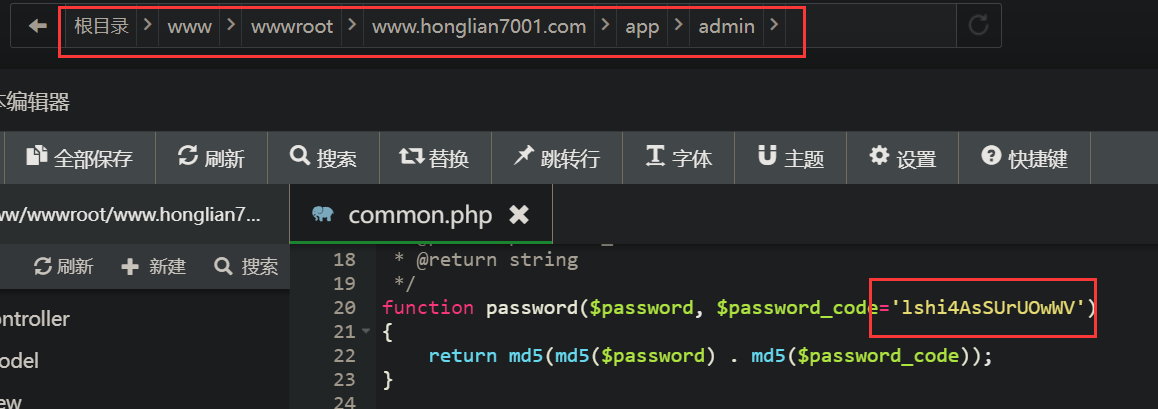 根目录 > www > wwwroot > www.honglian7001.com > app > admin >
本编辑器
全部保存 刷新 搜索 替换 跳转行 字体 主题 设置 快捷键
ww/wwwroot/www.honglian7... common.php
刷新 新建 搜索
18 * @return string
19 */
20 function password($password, $password_code='lshi4AsSUrUOwWV')
21 {
22 return md5(md5($password) . md5($password_code));
23 }
24
ontroller
odel
ew